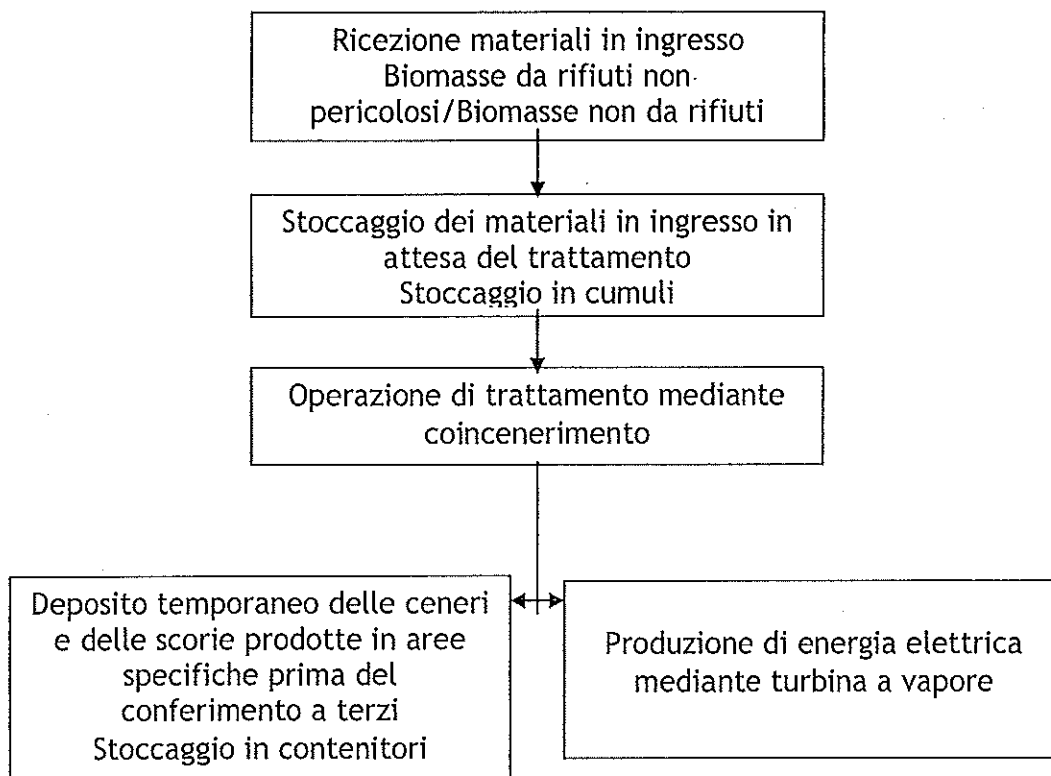 Ricezione materiali in ingresso
Biomasse da rifiuti non
pericolosi/Biomasse non da rifiuti
Stoccaggio dei materiali in ingresso in
attesa del trattamento
Stoccaggio in cumuli
Operazione di trattamento mediante
coincenerimento
Deposito temporaneo delle ceneri
e delle scorie prodotte in aree
specifiche prima del
conferimento a terzi
Stoccaggio in contenitori
Produzione di energia elettrica
mediante turbina a vapore